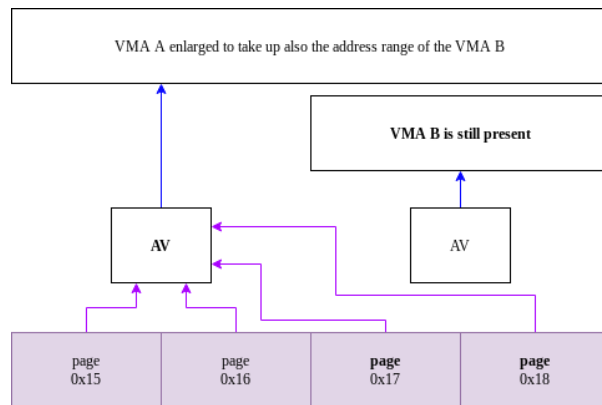 VMA A enlarged to take up also the address range of the VMA B
VMA B is still present
AV
AV
page
0x15
page
0x16
page
0x17
page
0x18